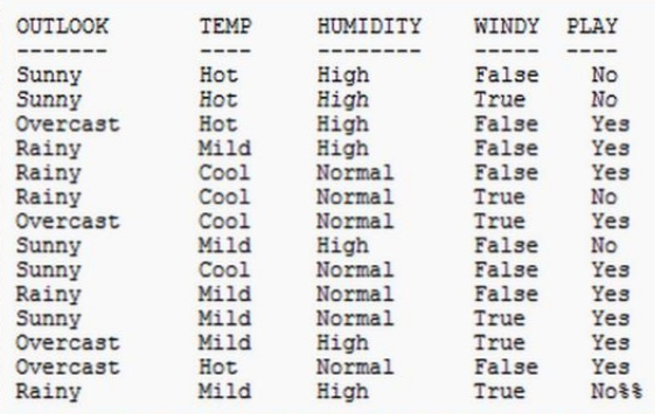 OUTLOOK TEMP HUMIDITY WINDY PLAY
------- ---- -------- ----- ----
Sunny Hot High False No
Sunny Hot High True No
Overcast Hot High False Yes
Rainy Mild High False Yes
Rainy Cool Normal False Yes
Rainy Cool Normal True No
Overcast Cool Normal True Yes
Sunny Mild High False No
Sunny Cool Normal False Yes
Rainy Mild Normal False Yes
Sunny Mild Normal True Yes
Overcast Mild High True Yes
Overcast Hot Normal False Yes
Rainy Mild High True No%%